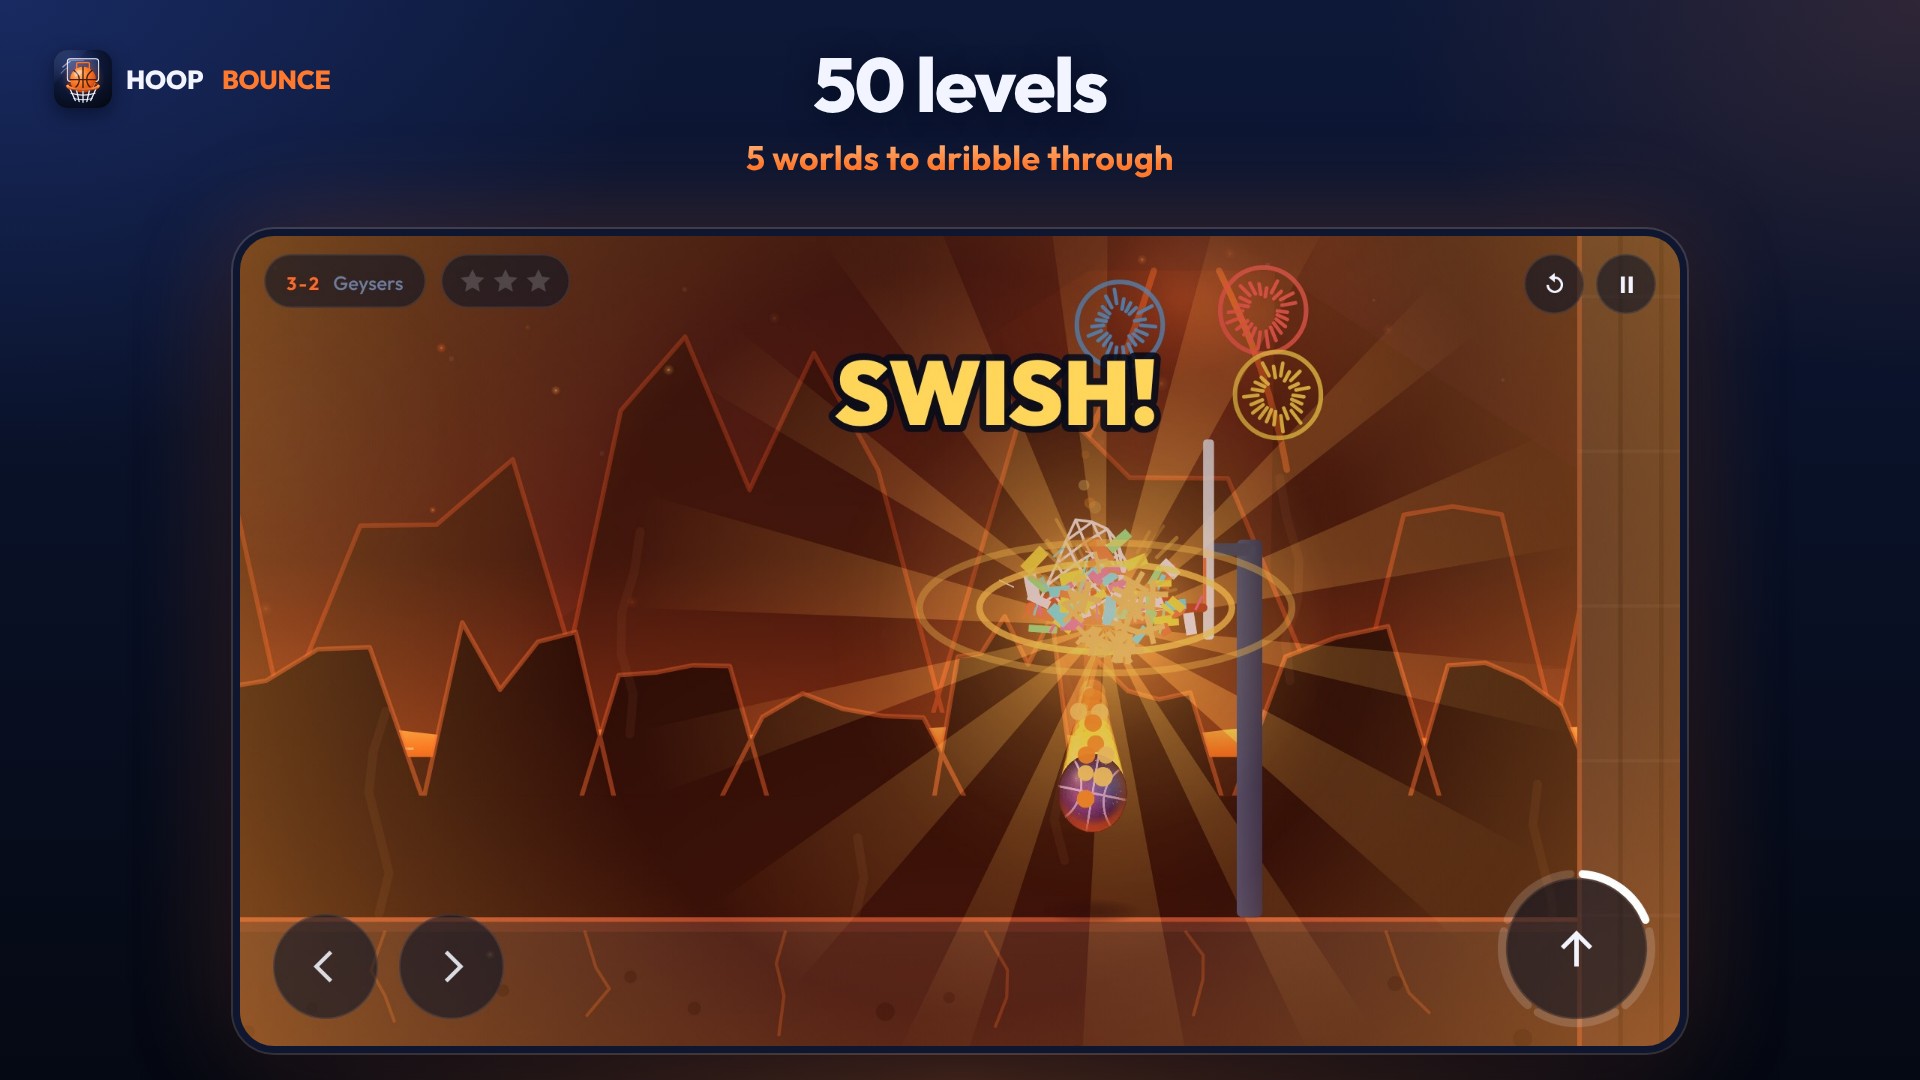 HOOP BOUNCE
50 levels
5 worlds to dribble through
3-2 Geysers
SWISH!